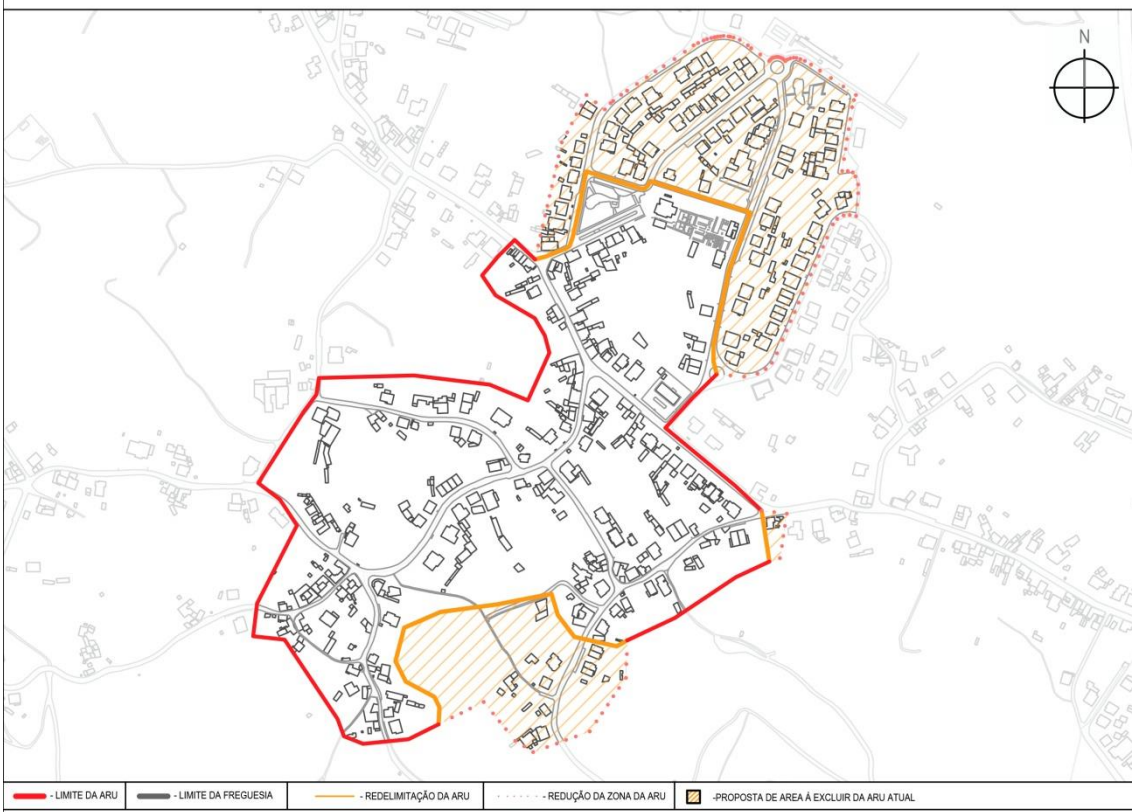 N
- LIMITE DA ARU
- LIMITE DA FREGUESIA
- REDELIMITAÇÃO DA ARU
- REDUÇÃO DA ZONA DA ARU
-PROPOSTA DE AREA Á EXCLUIR DA ARU ATUAL